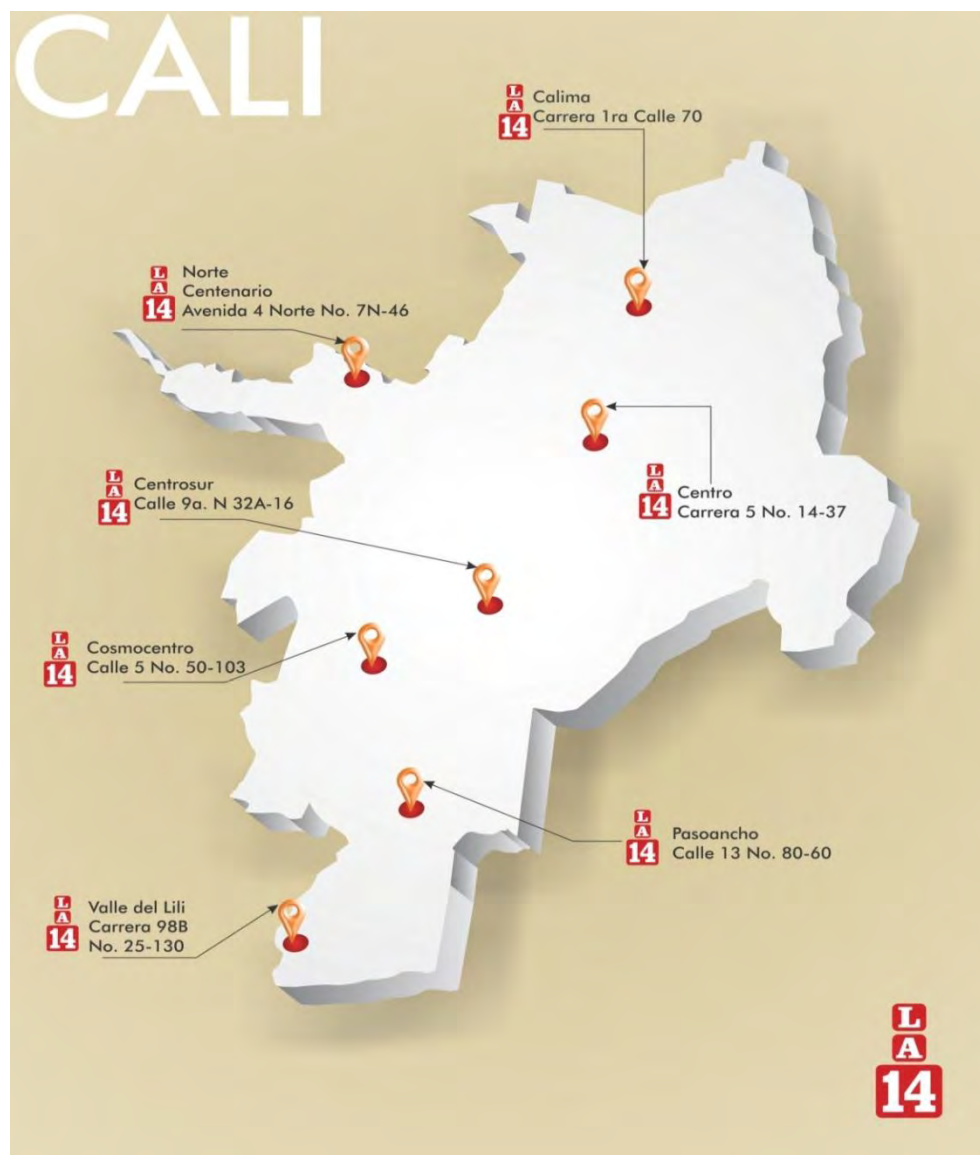 CALI
LA 14
Calima
Carrera 1ra Calle 70
LA 14
Norte
Centenario
Avenida 4 Norte No. 7N-46
LA 14
Centrosur
Calle 9a. N 32A-16
LA 14
Centro
Carrera 5 No. 14-37
LA 14
Cosmocentro
Calle 5 No. 50-103
LA 14
Pasoancho
Calle 13 No. 80-60
LA 14
Valle del Lili
Carrera 98B
No. 25-130
LA 14